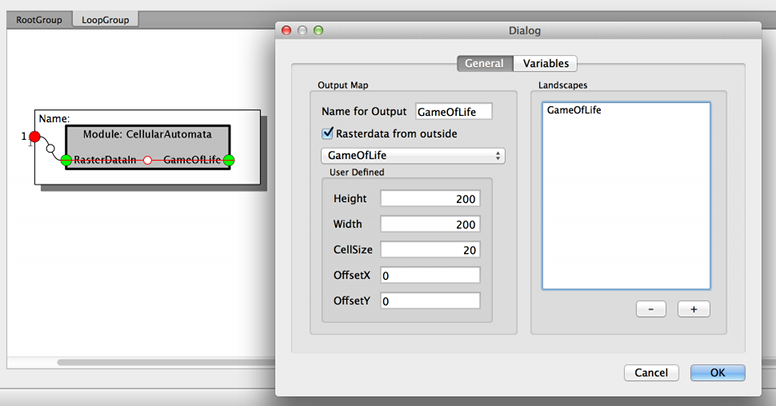 RootGroup
LoopGroup
Name:
1
Module: CellularAutomata
RasterDataIn
GameOfLife
Dialog
General
Variables
Output Map
Name for Output
GameOfLife
Rasterdata from outside
GameOfLife
User Defined
Height
200
Width
200
CellSize
20
OffsetX
0
OffsetY
0
Landscapes
GameOfLife
-
+
Cancel
OK